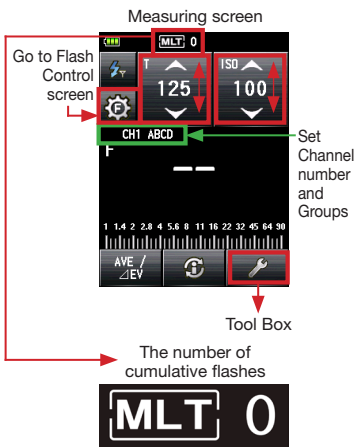 Measuring screen
MLT 0
Go to Flash
Control
screen
T
ISO
125
100
F
CH1 ABCD
Set
Channel
number
and
Groups
F
1 1.4 2 2.8 4 5.6 8 11 16 22 32 45 64 90
AVE /
⊿EV
Tool Box
The number of
cumulative flashes
MLT 0